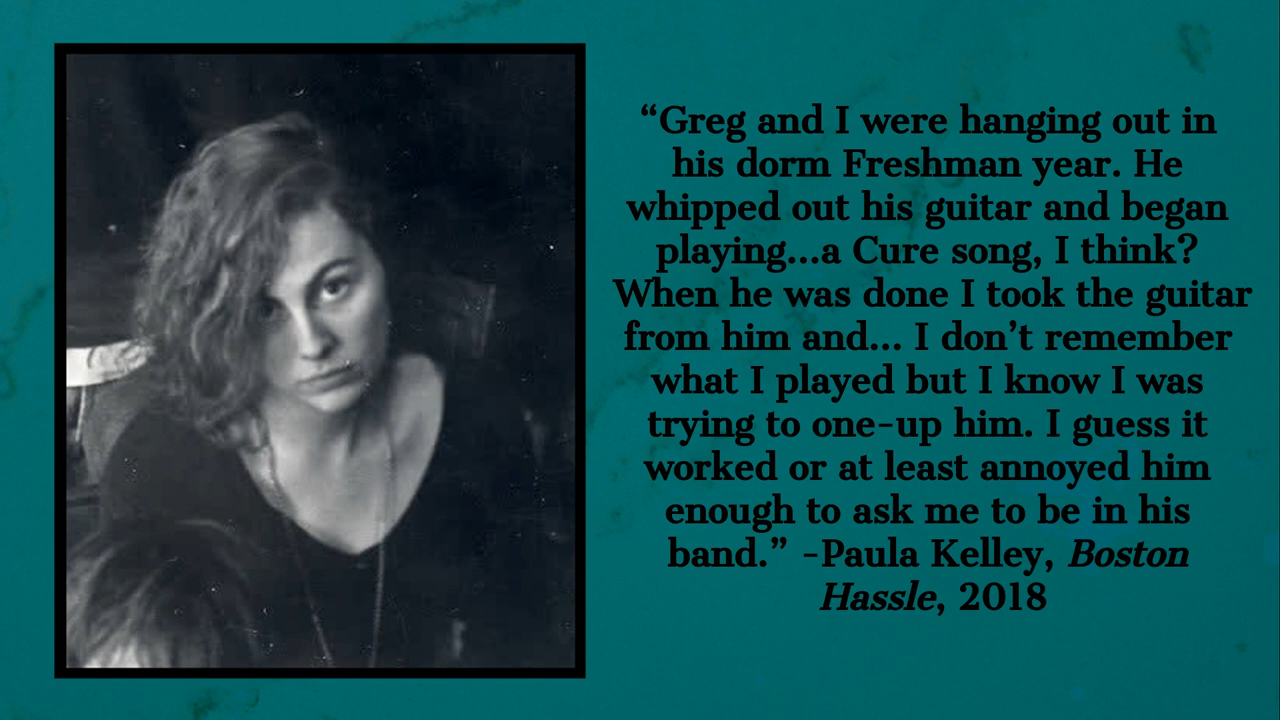 “Greg and I were hanging out in
his dorm Freshman year. He
whipped out his guitar and began
playing...a Cure song, I think?
When he was done I took the guitar
from him and... I don’t remember
what I played but I know I was
trying to one-up him. I guess it
worked or at least annoyed him
enough to ask me to be in his
band.” -Paula Kelley, Boston
Hassle, 2018